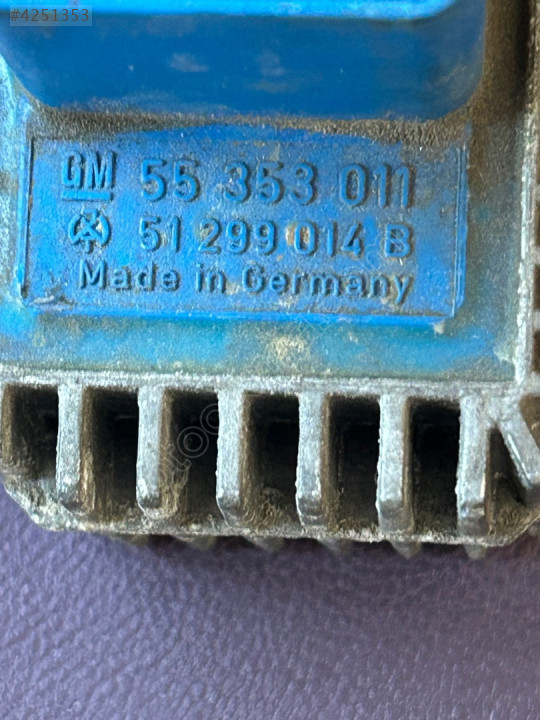 #4251353
GM 55 353 011
51 299 014 B
Made in Germany